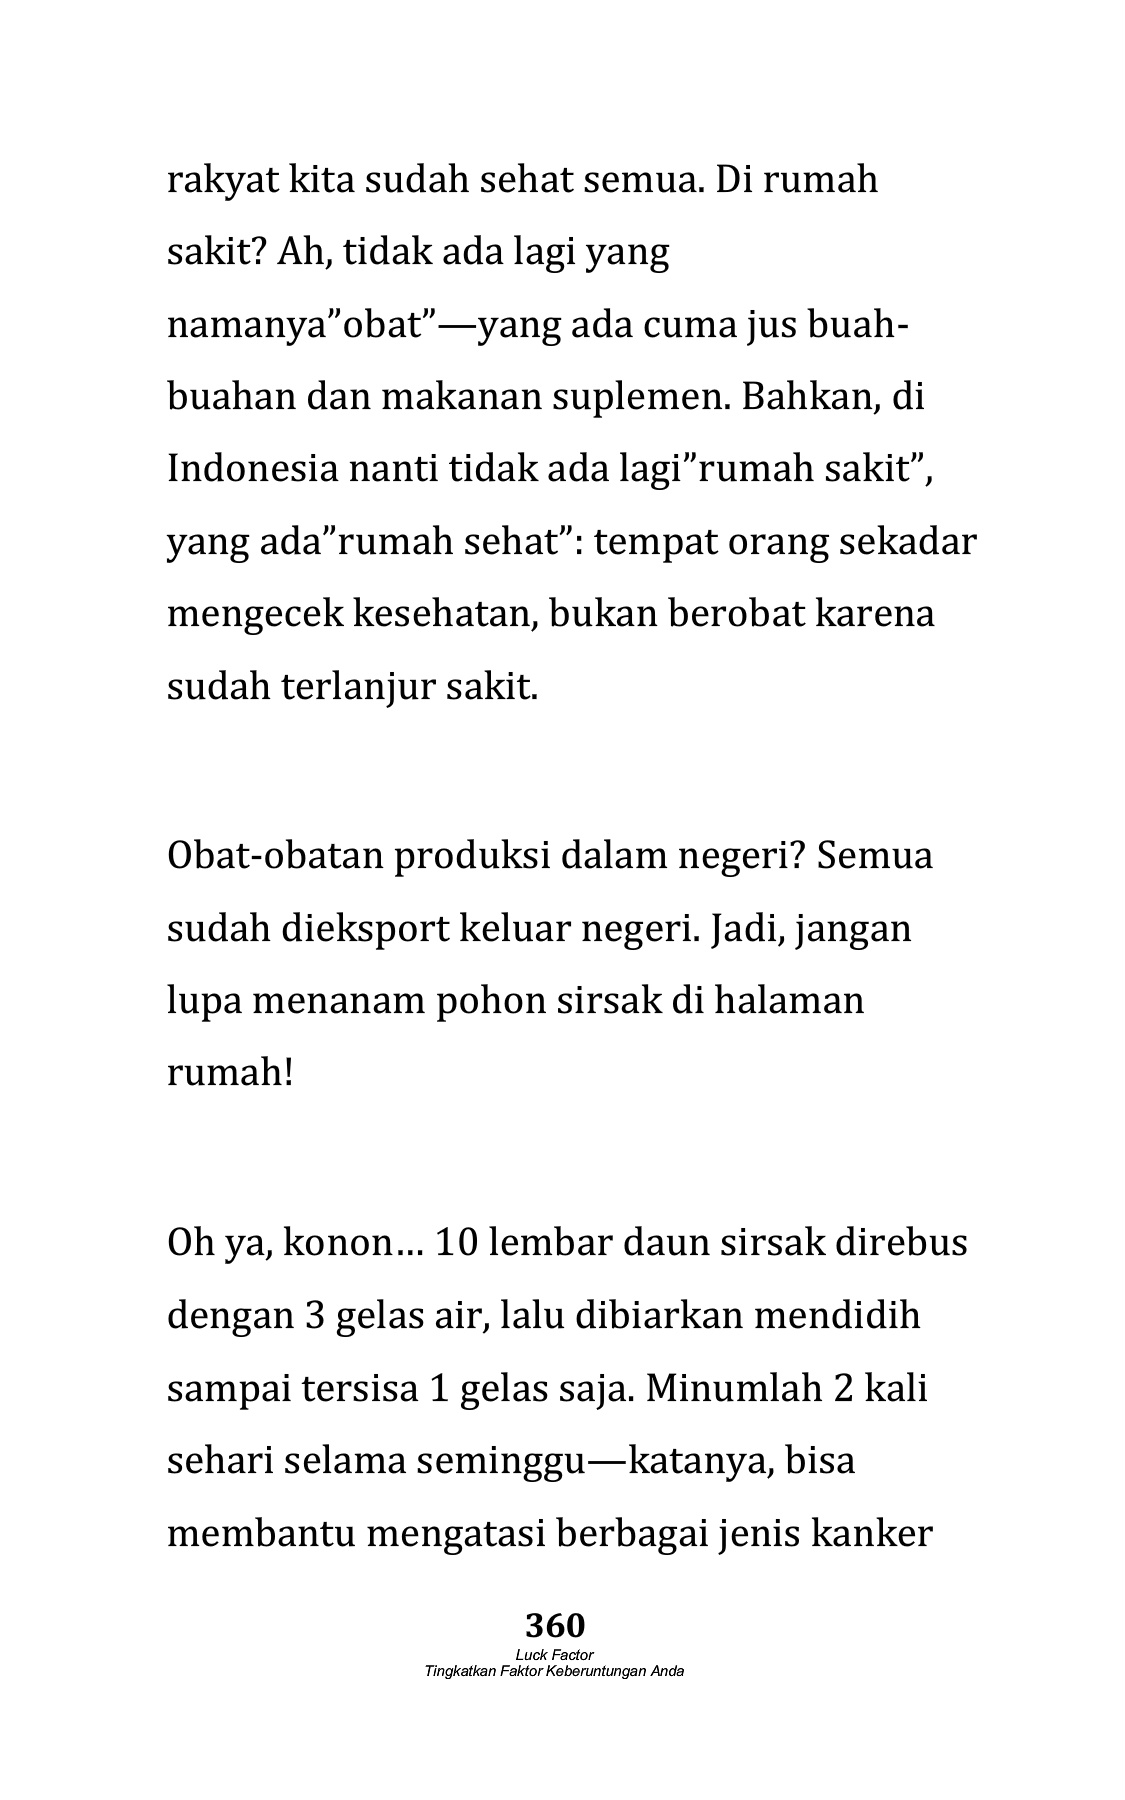 rakyat kita sudah sehat semua. Di rumah
sakit? Ah, tidak ada lagi yang
namanya”obat”—yang ada cuma jus buah-
buahan dan makanan suplemen. Bahkan, di
Indonesia nanti tidak ada lagi”rumah sakit”,
yang ada”rumah sehat”: tempat orang sekadar
mengecek kesehatan, bukan berobat karena
sudah terlanjur sakit.
Obat-obatan produksi dalam negeri? Semua
sudah dieksport keluar negeri. Jadi, jangan
lupa menanam pohon sirsak di halaman
rumah!
Oh ya, konon… 10 lembar daun sirsak direbus
dengan 3 gelas air, lalu dibiarkan mendidih
sampai tersisa 1 gelas saja. Minumlah 2 kali
sehari selama seminggu—katanya, bisa
membantu mengatasi berbagai jenis kanker
360
Luck Factor
Tingkatkan Faktor Keberuntungan Anda